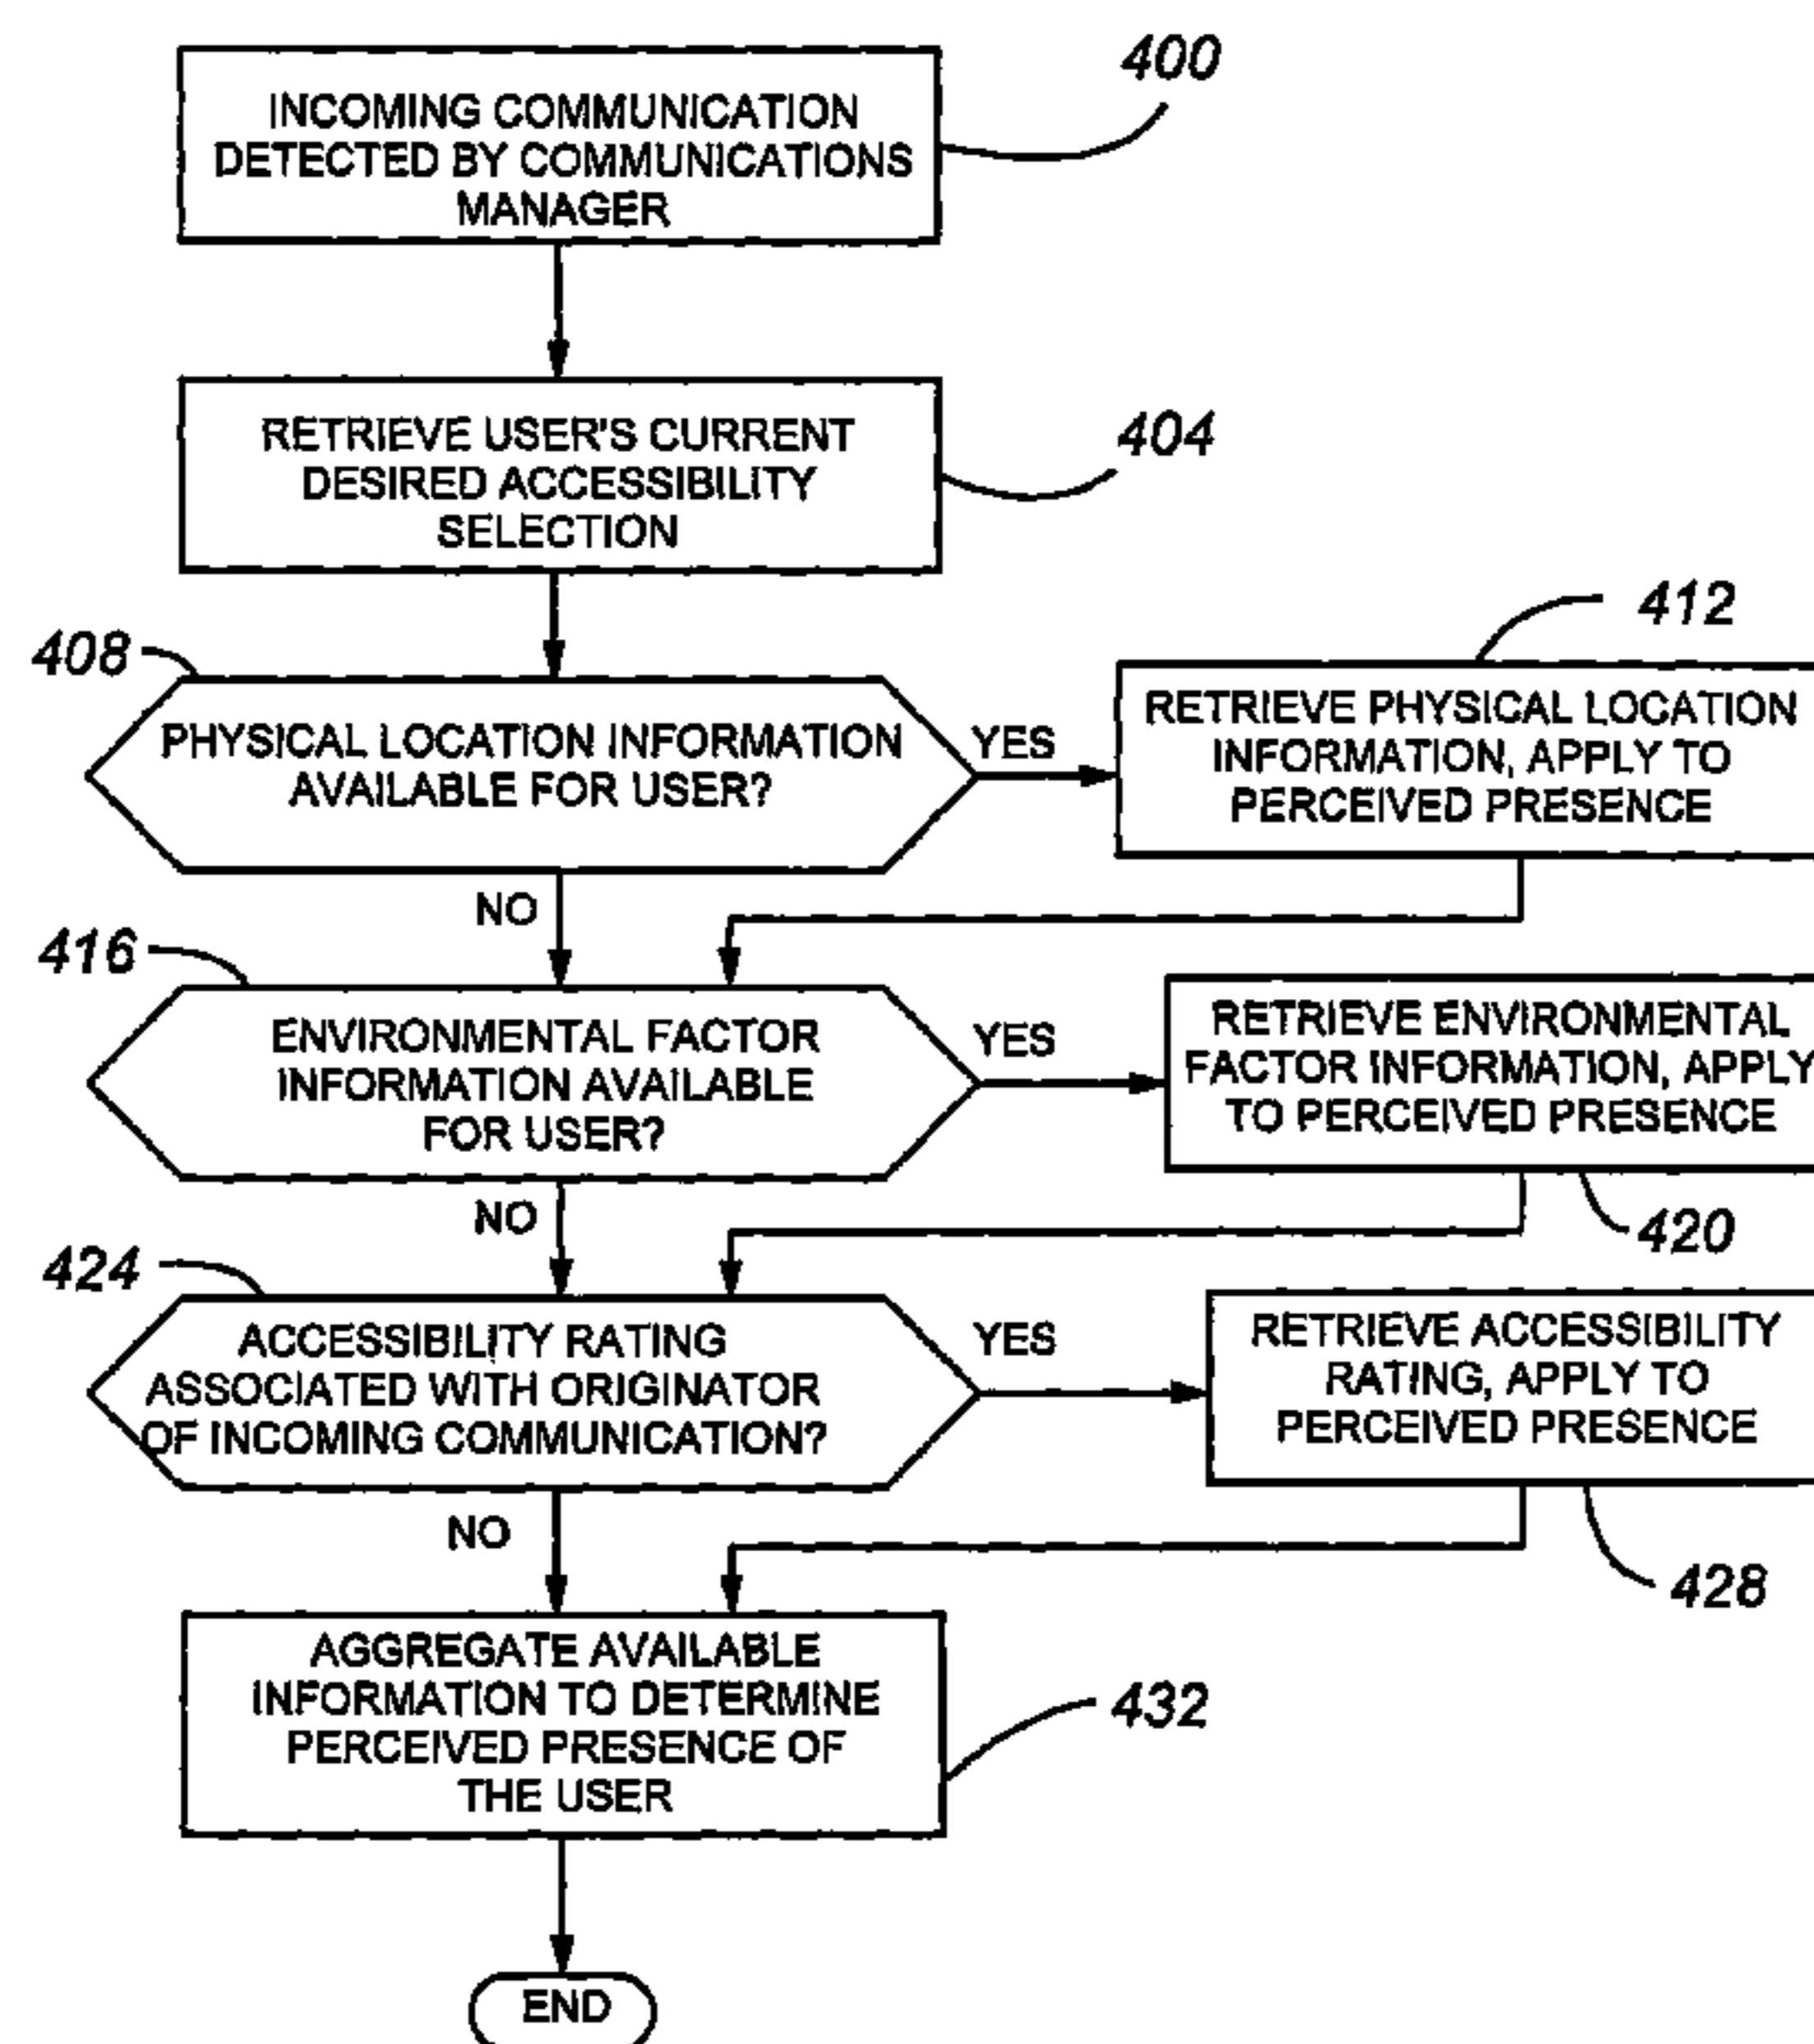 400
INCOMING COMMUNICATION
DETECTED BY COMMUNICATIONS
MANAGER
RETRIEVE USER'S CURRENT
DESIRED ACCESSIBILITY
SELECTION
404
408
PHYSICAL LOCATION INFORMATION
AVAILABLE FOR USER?
YES
412
RETRIEVE PHYSICAL LOCATION
INFORMATION, APPLY TO
PERCEIVED PRESENCE
NO
416
ENVIRONMENTAL FACTOR
INFORMATION AVAILABLE
FOR USER?
YES
RETRIEVE ENVIRONMENTAL
FACTOR INFORMATION, APPLY
TO PERCEIVED PRESENCE
420
NO
424
ACCESSIBILITY RATING
ASSOCIATED WITH ORIGINATOR
OF INCOMING COMMUNICATION?
YES
RETRIEVE ACCESSIBILITY
RATING, APPLY TO
PERCEIVED PRESENCE
428
NO
AGGREGATE AVAILABLE
INFORMATION TO DETERMINE
PERCEIVED PRESENCE OF
THE USER
432
END